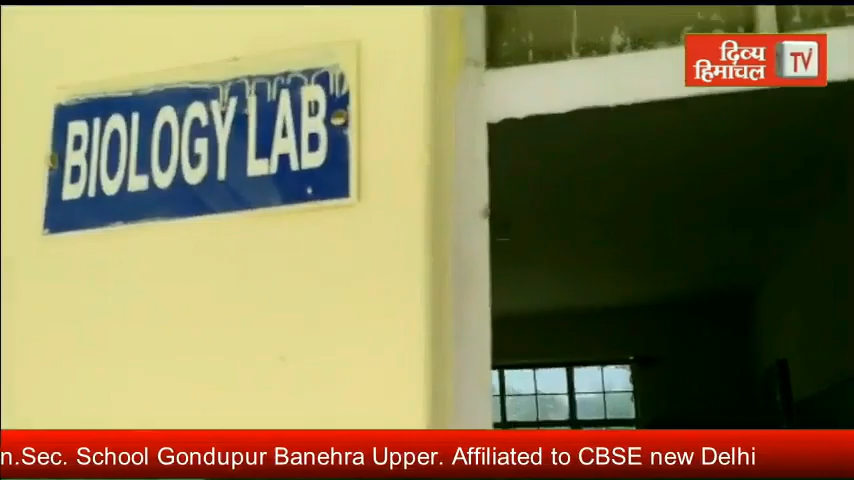 दिव्य
हिमाचल TV
BIOLOGY LAB
n.Sec. School Gondupur Banehra Upper. Affiliated to CBSE new Delhi